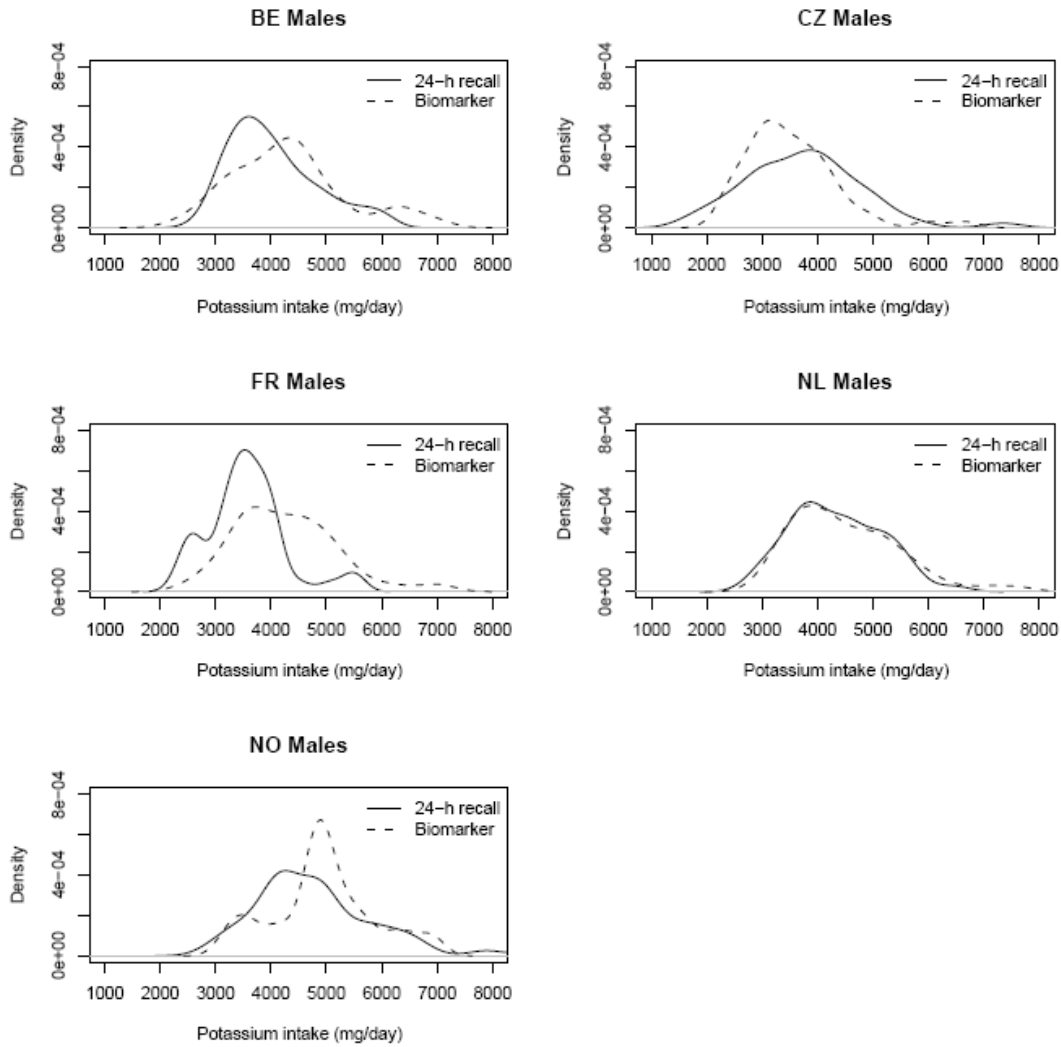 BE Males
8e−04
4e−04
0e+00
Density
24−h recall
Biomarker
1000 2000 3000 4000 5000 6000 7000 8000
Potassium intake (mg/day)
CZ Males
8e−04
4e−04
0e+00
Density
24−h recall
Biomarker
1000 2000 3000 4000 5000 6000 7000 8000
Potassium intake (mg/day)
FR Males
8e−04
4e−04
0e+00
Density
24−h recall
Biomarker
1000 2000 3000 4000 5000 6000 7000 8000
Potassium intake (mg/day)
NL Males
8e−04
4e−04
0e+00
Density
24−h recall
Biomarker
1000 2000 3000 4000 5000 6000 7000 8000
Potassium intake (mg/day)
NO Males
8e−04
4e−04
0e+00
Density
24−h recall
Biomarker
1000 2000 3000 4000 5000 6000 7000 8000
Potassium intake (mg/day)